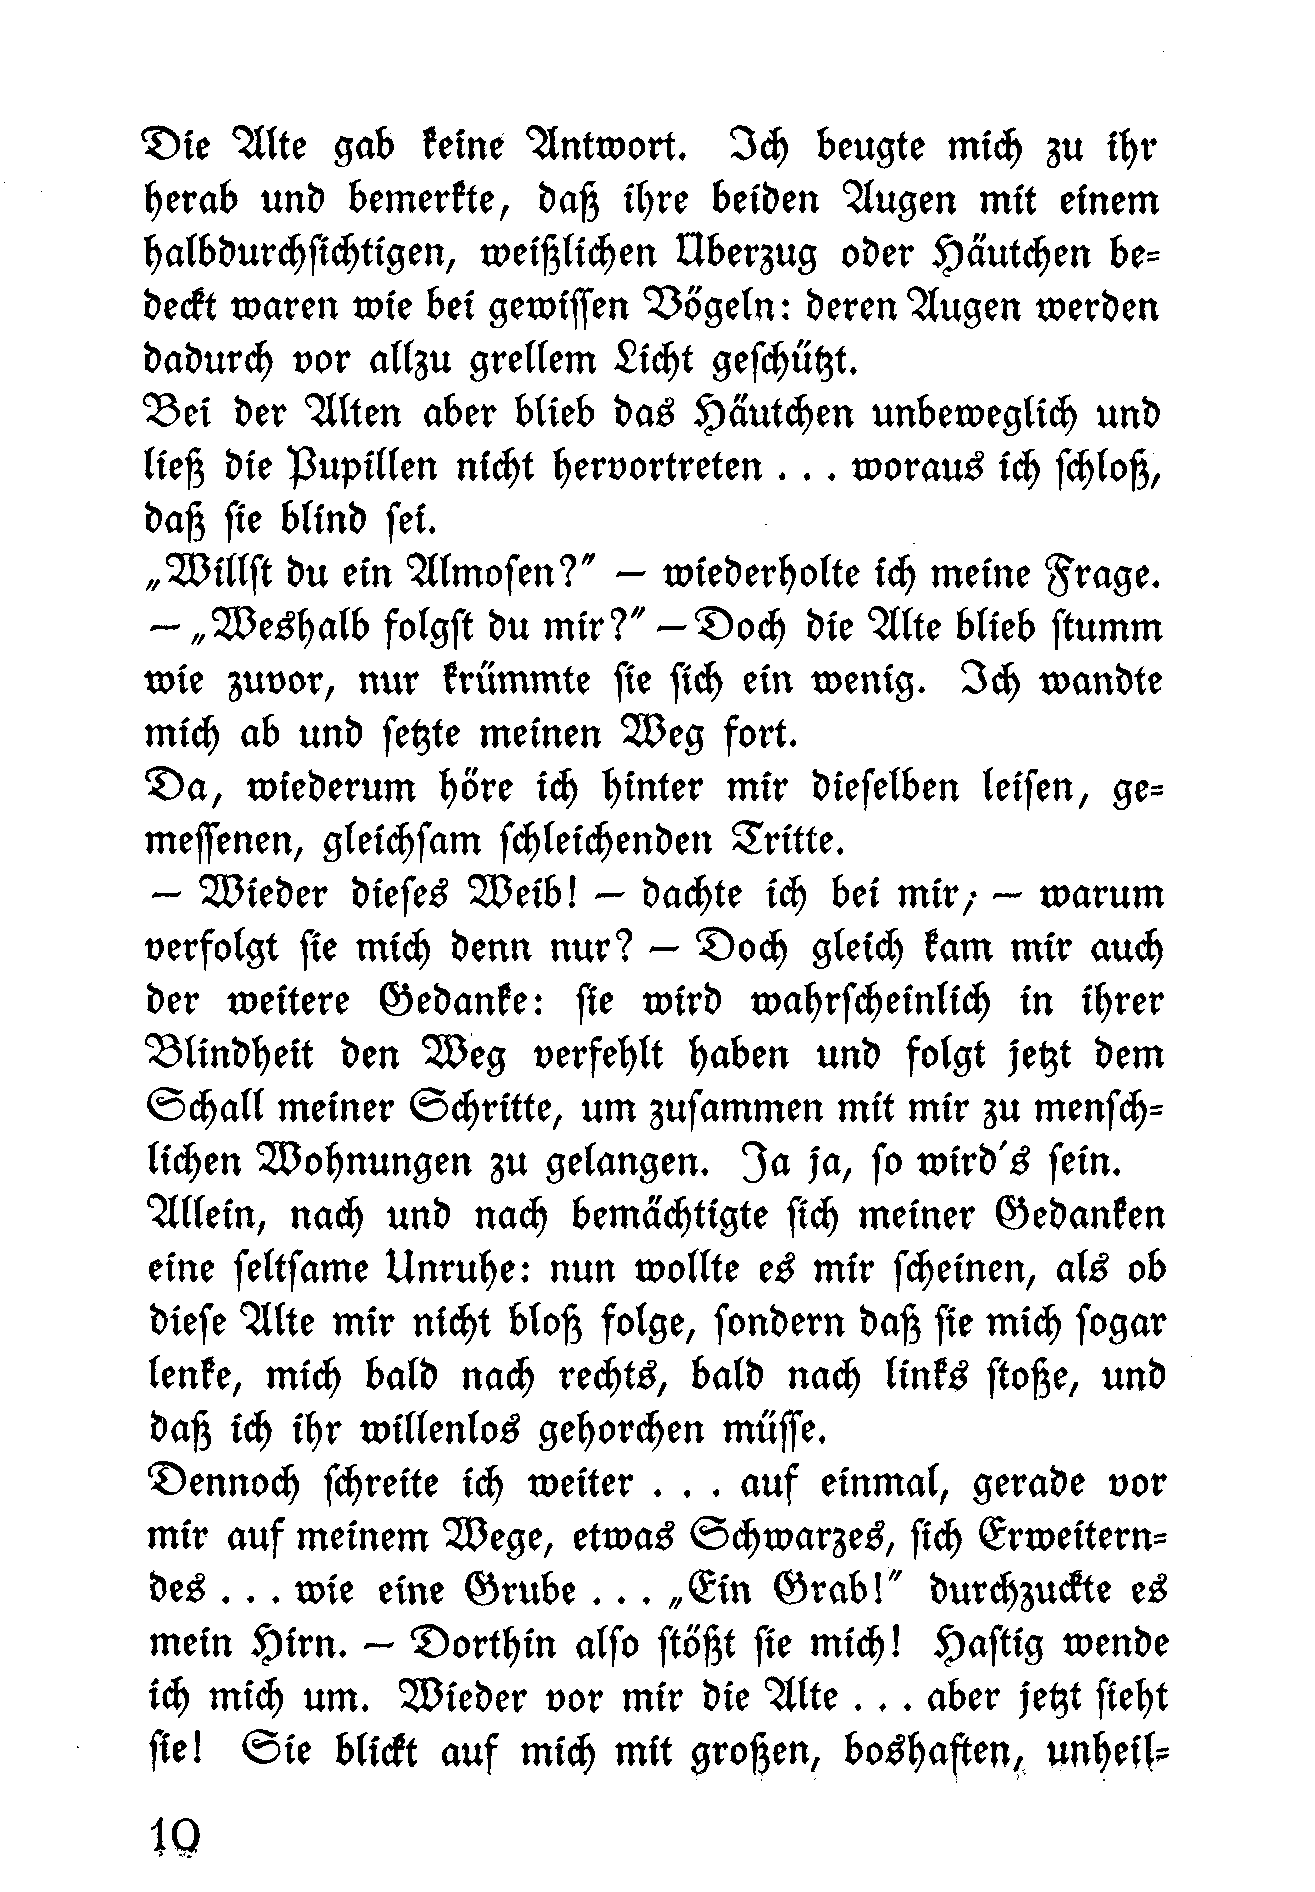 Die Alte gab keine Antwort. Ich beugte mich zu ihr
herab und bemerkte, daß ihre beiden Augen mit einem
halbdurchsichtigen, weißlichen Überzug oder Häutchen be-
deckt waren wie bei gewissen Vögeln: deren Augen werden
dadurch vor allzu grellem Licht geschützt.
Bei der Alten aber blieb das Häutchen unbeweglich und
ließ die Pupillen nicht hervortreten . . . woraus ich schloß,
daß sie blind sei.
„Willst du ein Almosen?" — wiederholte ich meine Frage.
— „Weshalb folgst du mir?" — Doch die Alte blieb stumm
wie zuvor, nur krümmte sie sich ein wenig. Ich wandte
mich ab und setzte meinen Weg fort.
Da, wiederum höre ich hinter mir dieselben leisen, ge-
messenen, gleichsam schleichenden Tritte.
— Wieder dieses Weib! — dachte ich bei mir; — warum
verfolgt sie mich denn nur? — Doch gleich kam mir auch
der weitere Gedanke: sie wird wahrscheinlich in ihrer
Blindheit den Weg verfehlt haben und folgt jetzt dem
Schall meiner Schritte, um zusammen mit mir zu mensch-
lichen Wohnungen zu gelangen. Ja ja, so wird's sein.
Allein, nach und nach bemächtigte sich meiner Gedanken
eine seltsame Unruhe: nun wollte es mir scheinen, als ob
diese Alte mir nicht bloß folge, sondern daß sie mich sogar
lenke, mich bald nach rechts, bald nach links stoße, und
daß ich ihr willenlos gehorchen müsse.
Dennoch schreite ich weiter . . . auf einmal, gerade vor
mir auf meinem Wege, etwas Schwarzes, sich Erweitern-
des . . . wie eine Grube . . . „Ein Grab!" durchzuckte es
mein Hirn. — Dorthin also stößt sie mich! Hastig wende
ich mich um. Wieder vor mir die Alte . . . aber jetzt sieht
sie! Sie blickt auf mich mit großen, boshaften, unheil-
10